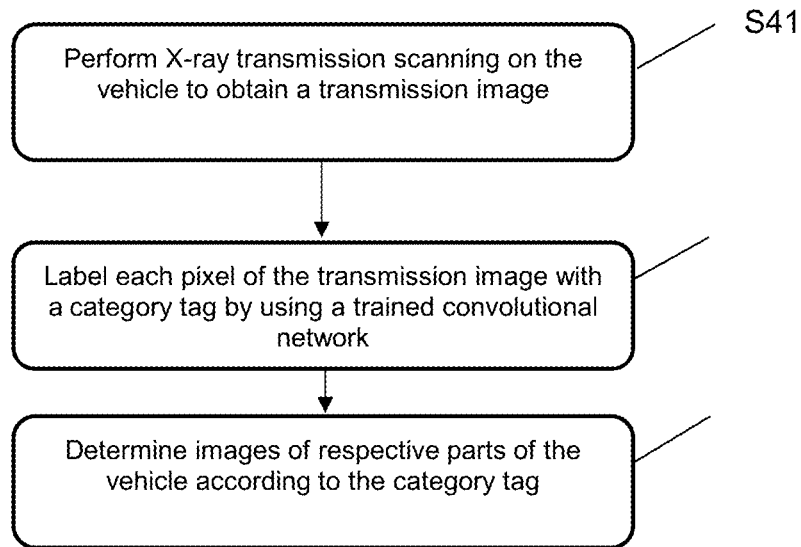 S41
Perform X-ray transmission scanning on the
vehicle to obtain a transmission image
Label each pixel of the transmission image with
a category tag by using a trained convolutional
network
Determine images of respective parts of the
vehicle according to the category tag